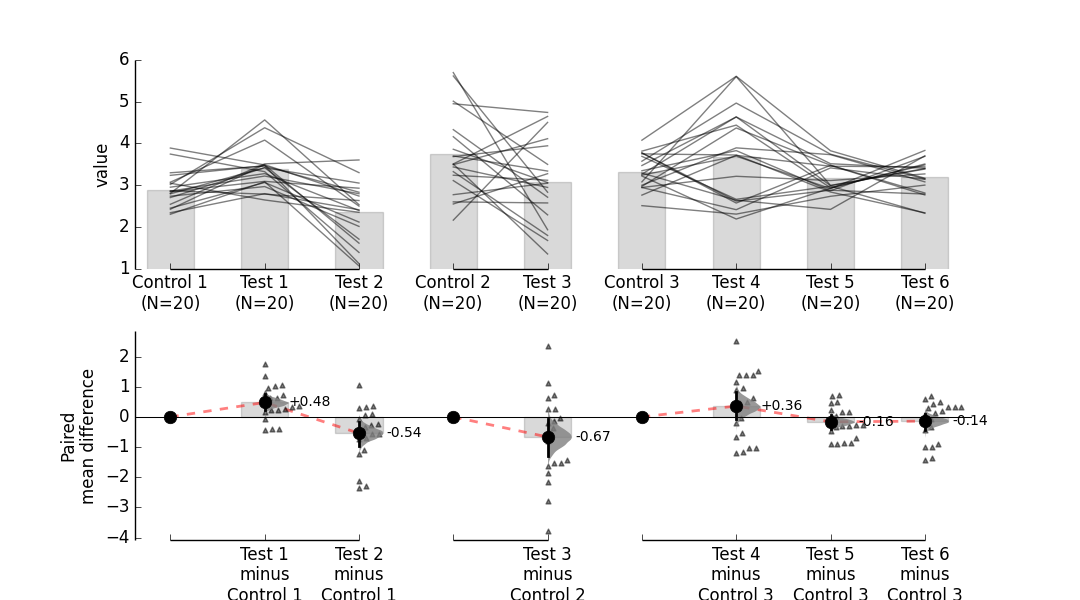 6
5
4
3
2
1
value
Control 1 Test 1 Test 2 Control 2 Test 3 Control 3 Test 4 Test 5 Test 6
(N=20) (N=20) (N=20) (N=20) (N=20) (N=20) (N=20) (N=20) (N=20)
2
1
0
−1
−2
−3
−4
Paired
mean difference
+0.48
-0.54
-0.67
+0.36
-0.16
-0.14
Test 1 Test 2 Test 3 Test 4 Test 5 Test 6
minus minus minus minus minus minus
Control 1 Control 1 Control 2 Control 3 Control 3 Control 3